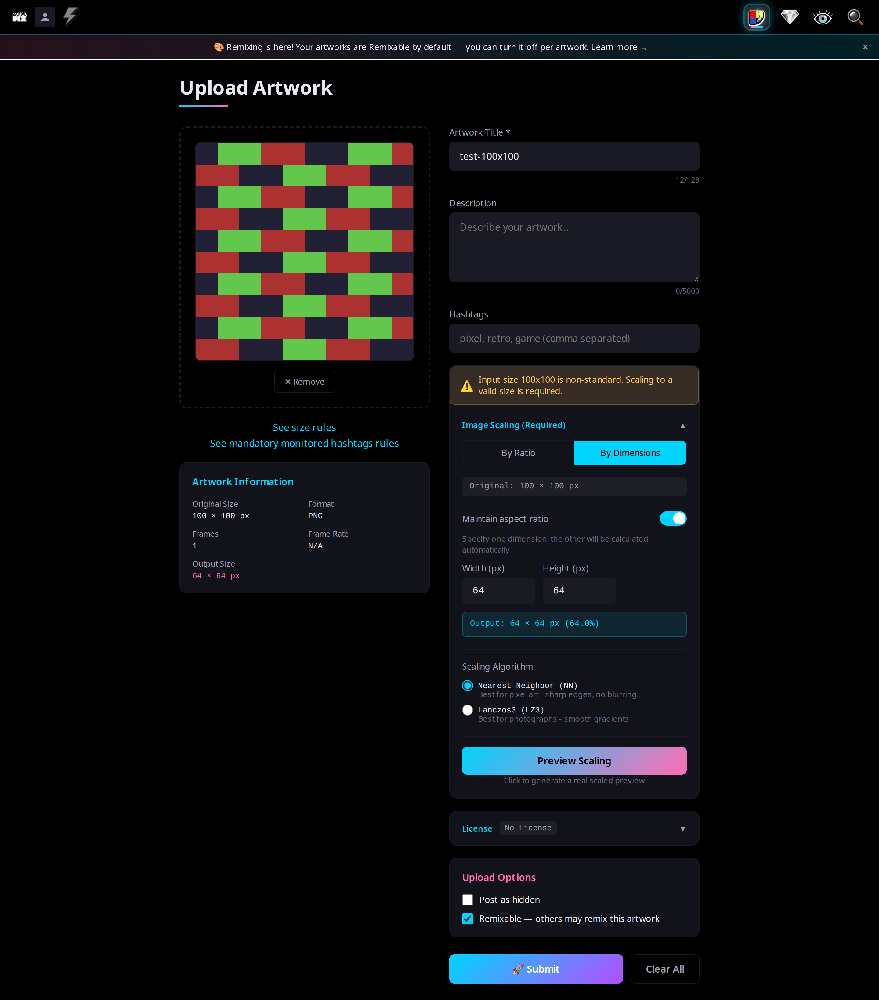 MAKA
PIX
🎨 Remixing is here! Your artworks are Remixable by default — you can turn it off per artwork. Learn more →
✕
Upload Artwork
✕ Remove
See size rules
See mandatory monitored hashtags rules
Artwork Information
Original Size
100 × 100 px
Format
PNG
Frames
1
Frame Rate
N/A
Output Size
64 × 64 px
Artwork Title *
test-100x100
12/128
Description
Describe your artwork...
0/5000
Hashtags
pixel, retro, game (comma separated)
⚠️ Input size 100x100 is non-standard. Scaling to a
valid size is required.
Image Scaling (Required) ▲
By Ratio
By Dimensions
Original: 100 × 100 px
Maintain aspect ratio
Specify one dimension, the other will be calculated
automatically
Width (px)
Height (px)
64
64
Output: 64 × 64 px (64.0%)
Scaling Algorithm
Nearest Neighbor (NN)
Best for pixel art - sharp edges, no blurring
Lanczos3 (LZ3)
Best for photographs - smooth gradients
Preview Scaling
Click to generate a real scaled preview
License No License ▼
Upload Options
Post as hidden
Remixable — others may remix this artwork
🚀 Submit
Clear All